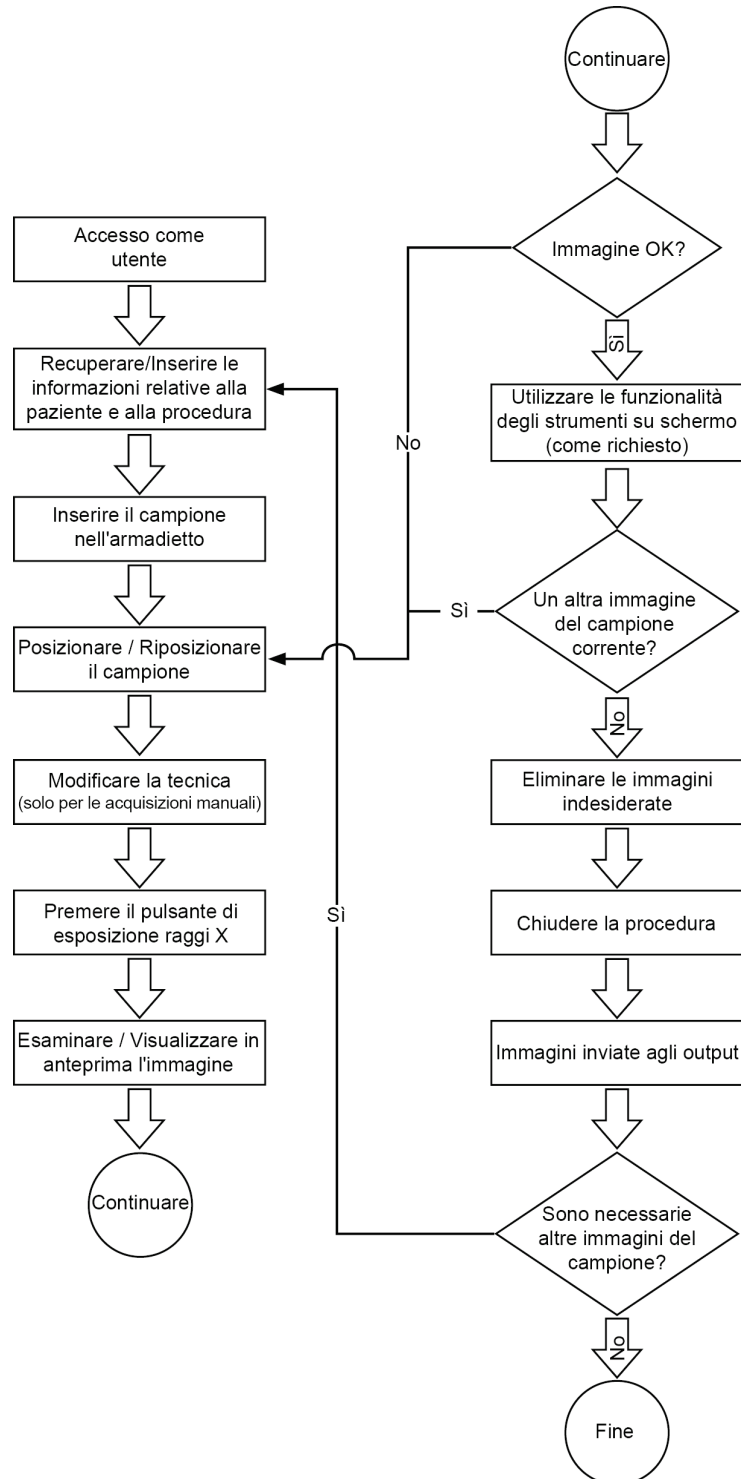 Accesso come
utente
Recuperare/Inserire le
informazioni relative alla
paziente e alla procedura
Inserire il campione
nell'armadietto
Posizionare / Riposizionare
il campione
Modificare la tecnica
(solo per le acquisizioni manuali)
Premere il pulsante di
esposizione raggi X
Esaminare / Visualizzare in
anteprima l'immagine
Continuare
Continuare
Immagine OK?
No
Sì
Utilizzare le funzionalità
degli strumenti su schermo
(come richiesto)
Un altra immagine
del campione
corrente?
Sì
No
Eliminare le immagini
indesiderate
Chiudere la procedura
Immagini inviate agli output
Sono necessarie
altre immagini del
campione?
Sì
No
Fine